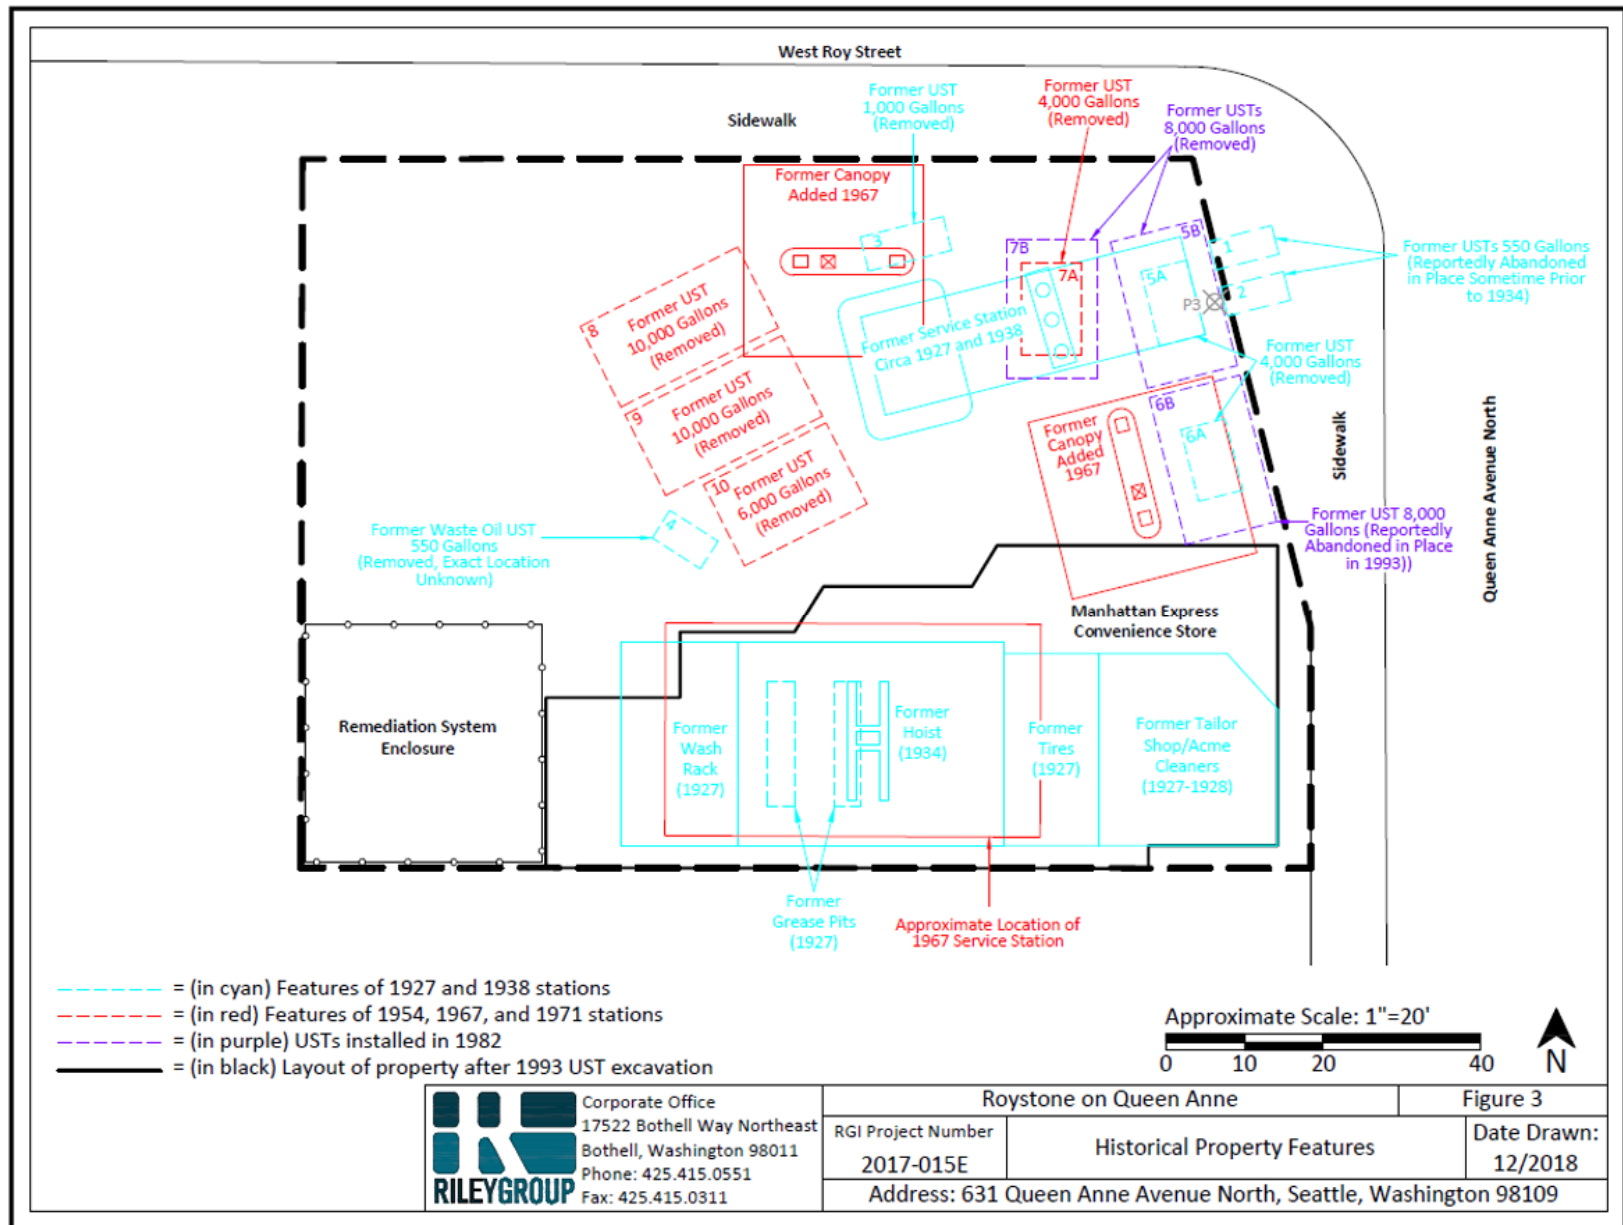 West Roy Street
Sidewalk
Former UST
1,000 Gallons
(Removed)
Former UST
4,000 Gallons
(Removed)
Former USTs
8,000 Gallons
(Removed)
Former Canopy
Added 1967
3
7B
7A
5B
5A
1
2
P3
Former USTs 550 Gallons
(Reportedly Abandoned
in Place Sometime Prior
to 1934)
8
Former UST
10,000 Gallons
(Removed)
Former Service Station
Circa 1927 and 1938
Former UST
4,000 Gallons
(Removed)
9
Former UST
10,000 Gallons
(Removed)
6B
6A
Former
Canopy
Added
1967
Sidewalk
Queen Anne Avenue North
10
Former UST
6,000 Gallons
(Removed)
4
Former Waste Oil UST
550 Gallons
(Removed, Exact Location
Unknown)
Former UST 8,000
Gallons (Reportedly
Abandoned in Place
in 1993))
Manhattan Express
Convenience Store
Remediation System
Enclosure
Former
Wash
Rack
(1927)
Former
Hoist
(1934)
Former
Tires
(1927)
Former Tailor
Shop/Acme
Cleaners
(1927-1928)
Former
Grease Pits
(1927)
Approximate Location of
1967 Service Station
= (in cyan) Features of 1927 and 1938 stations
= (in red) Features of 1954, 1967, and 1971 stations
= (in purple) USTs installed in 1982
= (in black) Layout of property after 1993 UST excavation
Approximate Scale: 1"=20'
0 10 20 40
N
RILEYGROUP
Corporate Office
17522 Bothell Way Northeast
Bothell, Washington 98011
Phone: 425.415.0551
Fax: 425.415.0311
Roystone on Queen Anne
Figure 3
RGI Project Number
2017-015E
Historical Property Features
Date Drawn:
12/2018
Address: 631 Queen Anne Avenue North, Seattle, Washington 98109